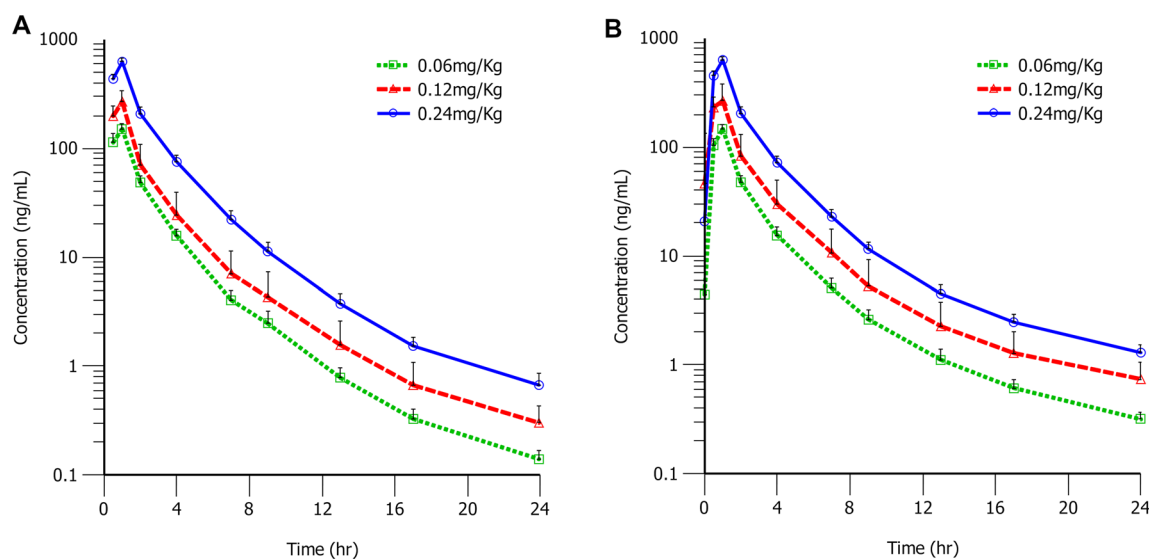 A
1000
100
10
1
0.1
Concentration (ng/mL)
0.06mg/Kg
0.12mg/Kg
0.24mg/Kg
0 4 8 12 16 20 24
Time (hr)
B
1000
100
10
1
0.1
Concentration (ng/mL)
0.06mg/Kg
0.12mg/Kg
0.24mg/Kg
0 4 8 12 16 20 24
Time (hr)